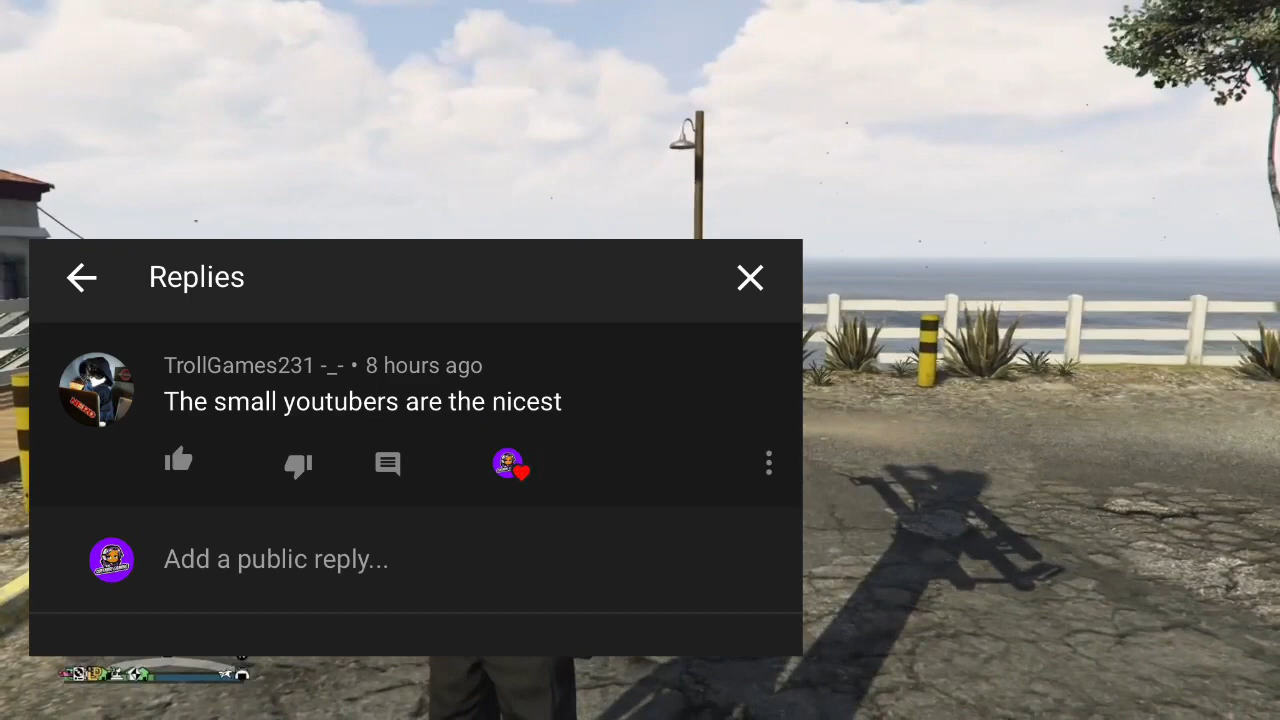 Replies
TrollGames231 -_- • 8 hours ago
The small youtubers are the nicest
Add a public reply...